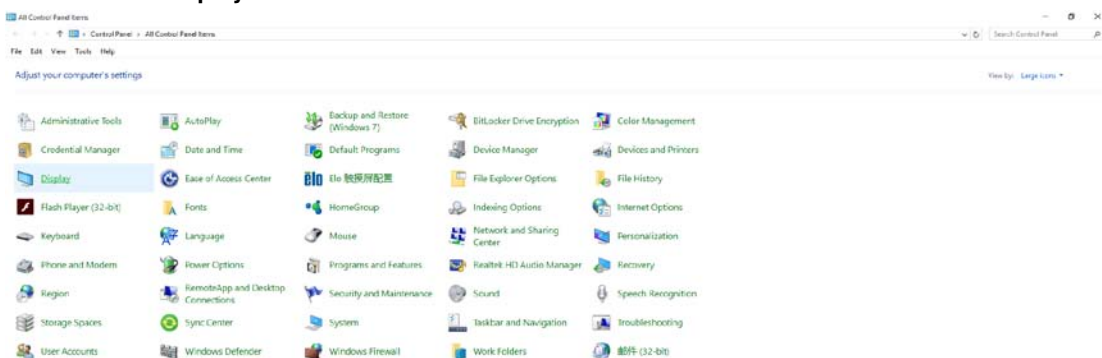 All Control Panel Items
Control Panel > All Control Panel Items
Search Control Panel
File Edit View Tools Help
Adjust your computer's settings
View by: Large icons
Administrative Tools
AutoPlay
Backup and Restore
(Windows 7)
BitLocker Drive Encryption
Color Management
Credential Manager
Date and Time
Default Programs
Device Manager
Devices and Printers
Display
Ease of Access Center
elo
Elo 触摸屏配置
File Explorer Options
File History
Flash Player (32-bit)
Fonts
HomeGroup
Indexing Options
Internet Options
Keyboard
Language
Mouse
Network and Sharing
Center
Personalization
Phone and Modem
Power Options
Programs and Features
Realtek HD Audio Manager
Recovery
Region
RemoteApp and Desktop
Connections
Security and Maintenance
Sound
Speech Recognition
Storage Spaces
Sync Center
System
Taskbar and Navigation
Troubleshooting
User Accounts
Windows Defender
Windows Firewall
Work Folders
邮件 (32-bit)